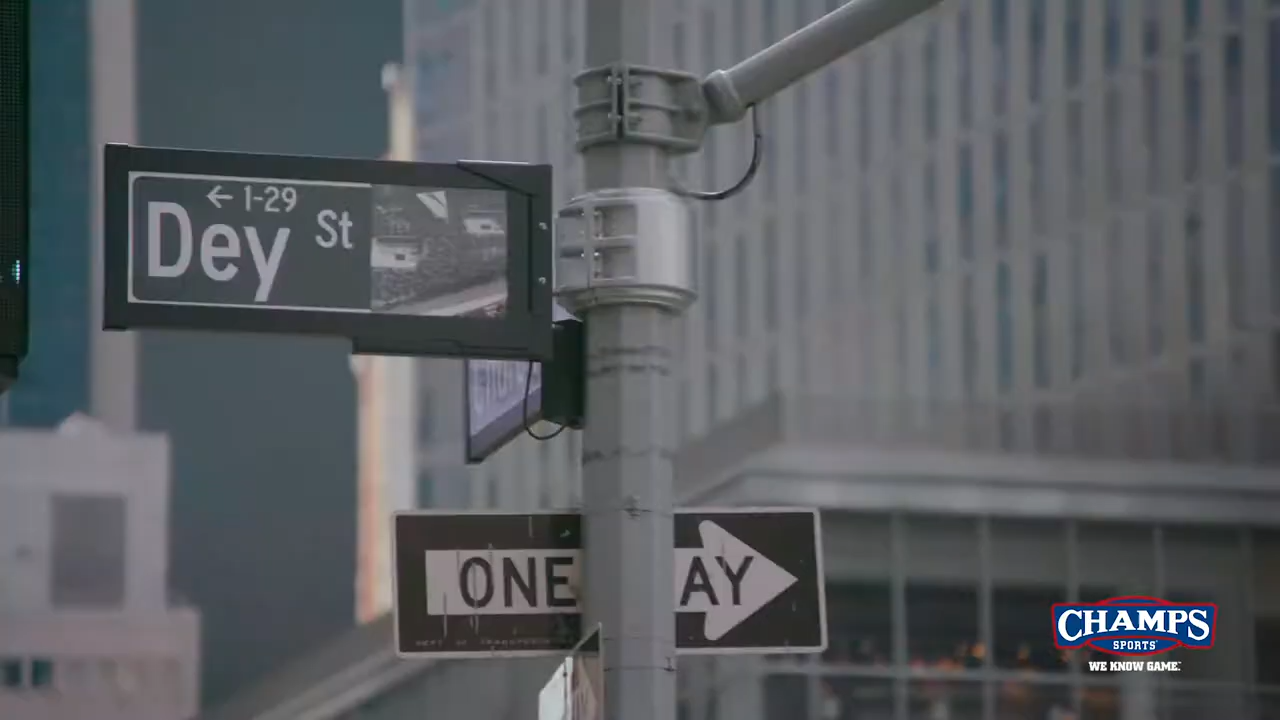 ← 1-29
Dey St
ONE AY
CHAMPS
SPORTS
WE KNOW GAME.